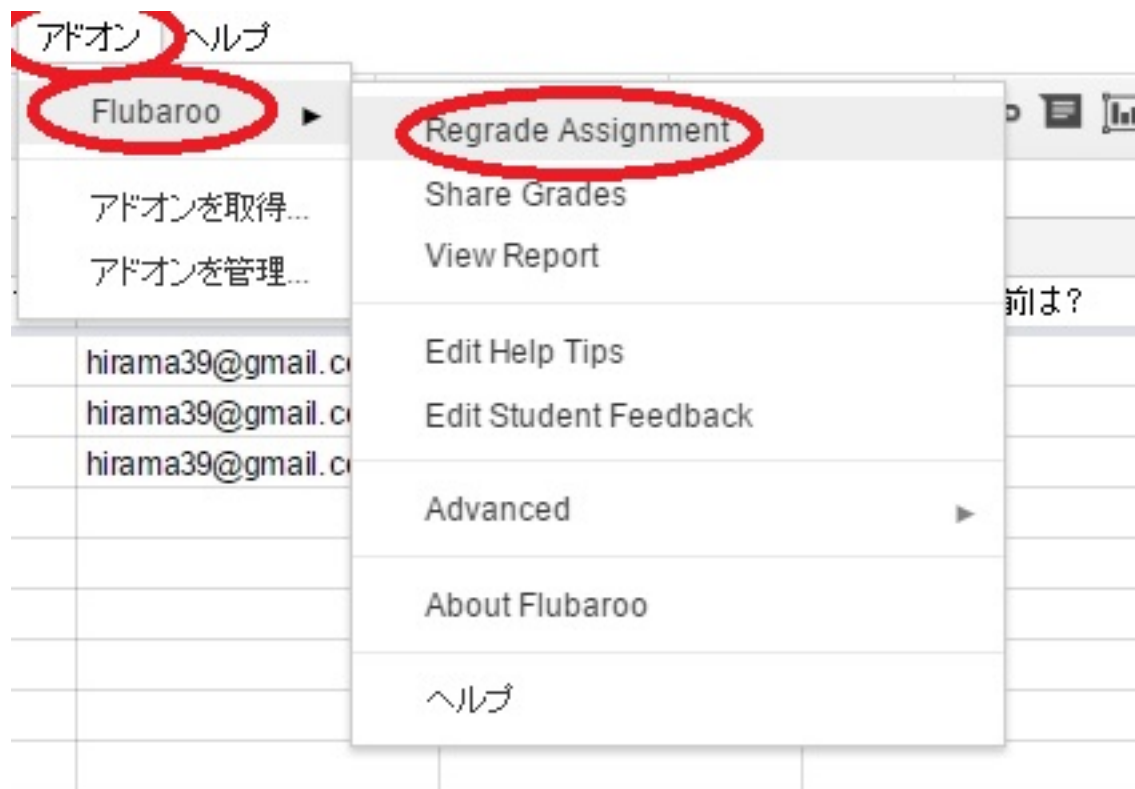 アドオン ヘルプ
Flubaroo
アドオンを取得...
アドオンを管理...
Regrade Assignment
Share Grades
View Report
Edit Help Tips
Edit Student Feedback
Advanced
About Flubaroo
ヘルプ
前は?
hirama39@gmail.c
hirama39@gmail.c
hirama39@gmail.c